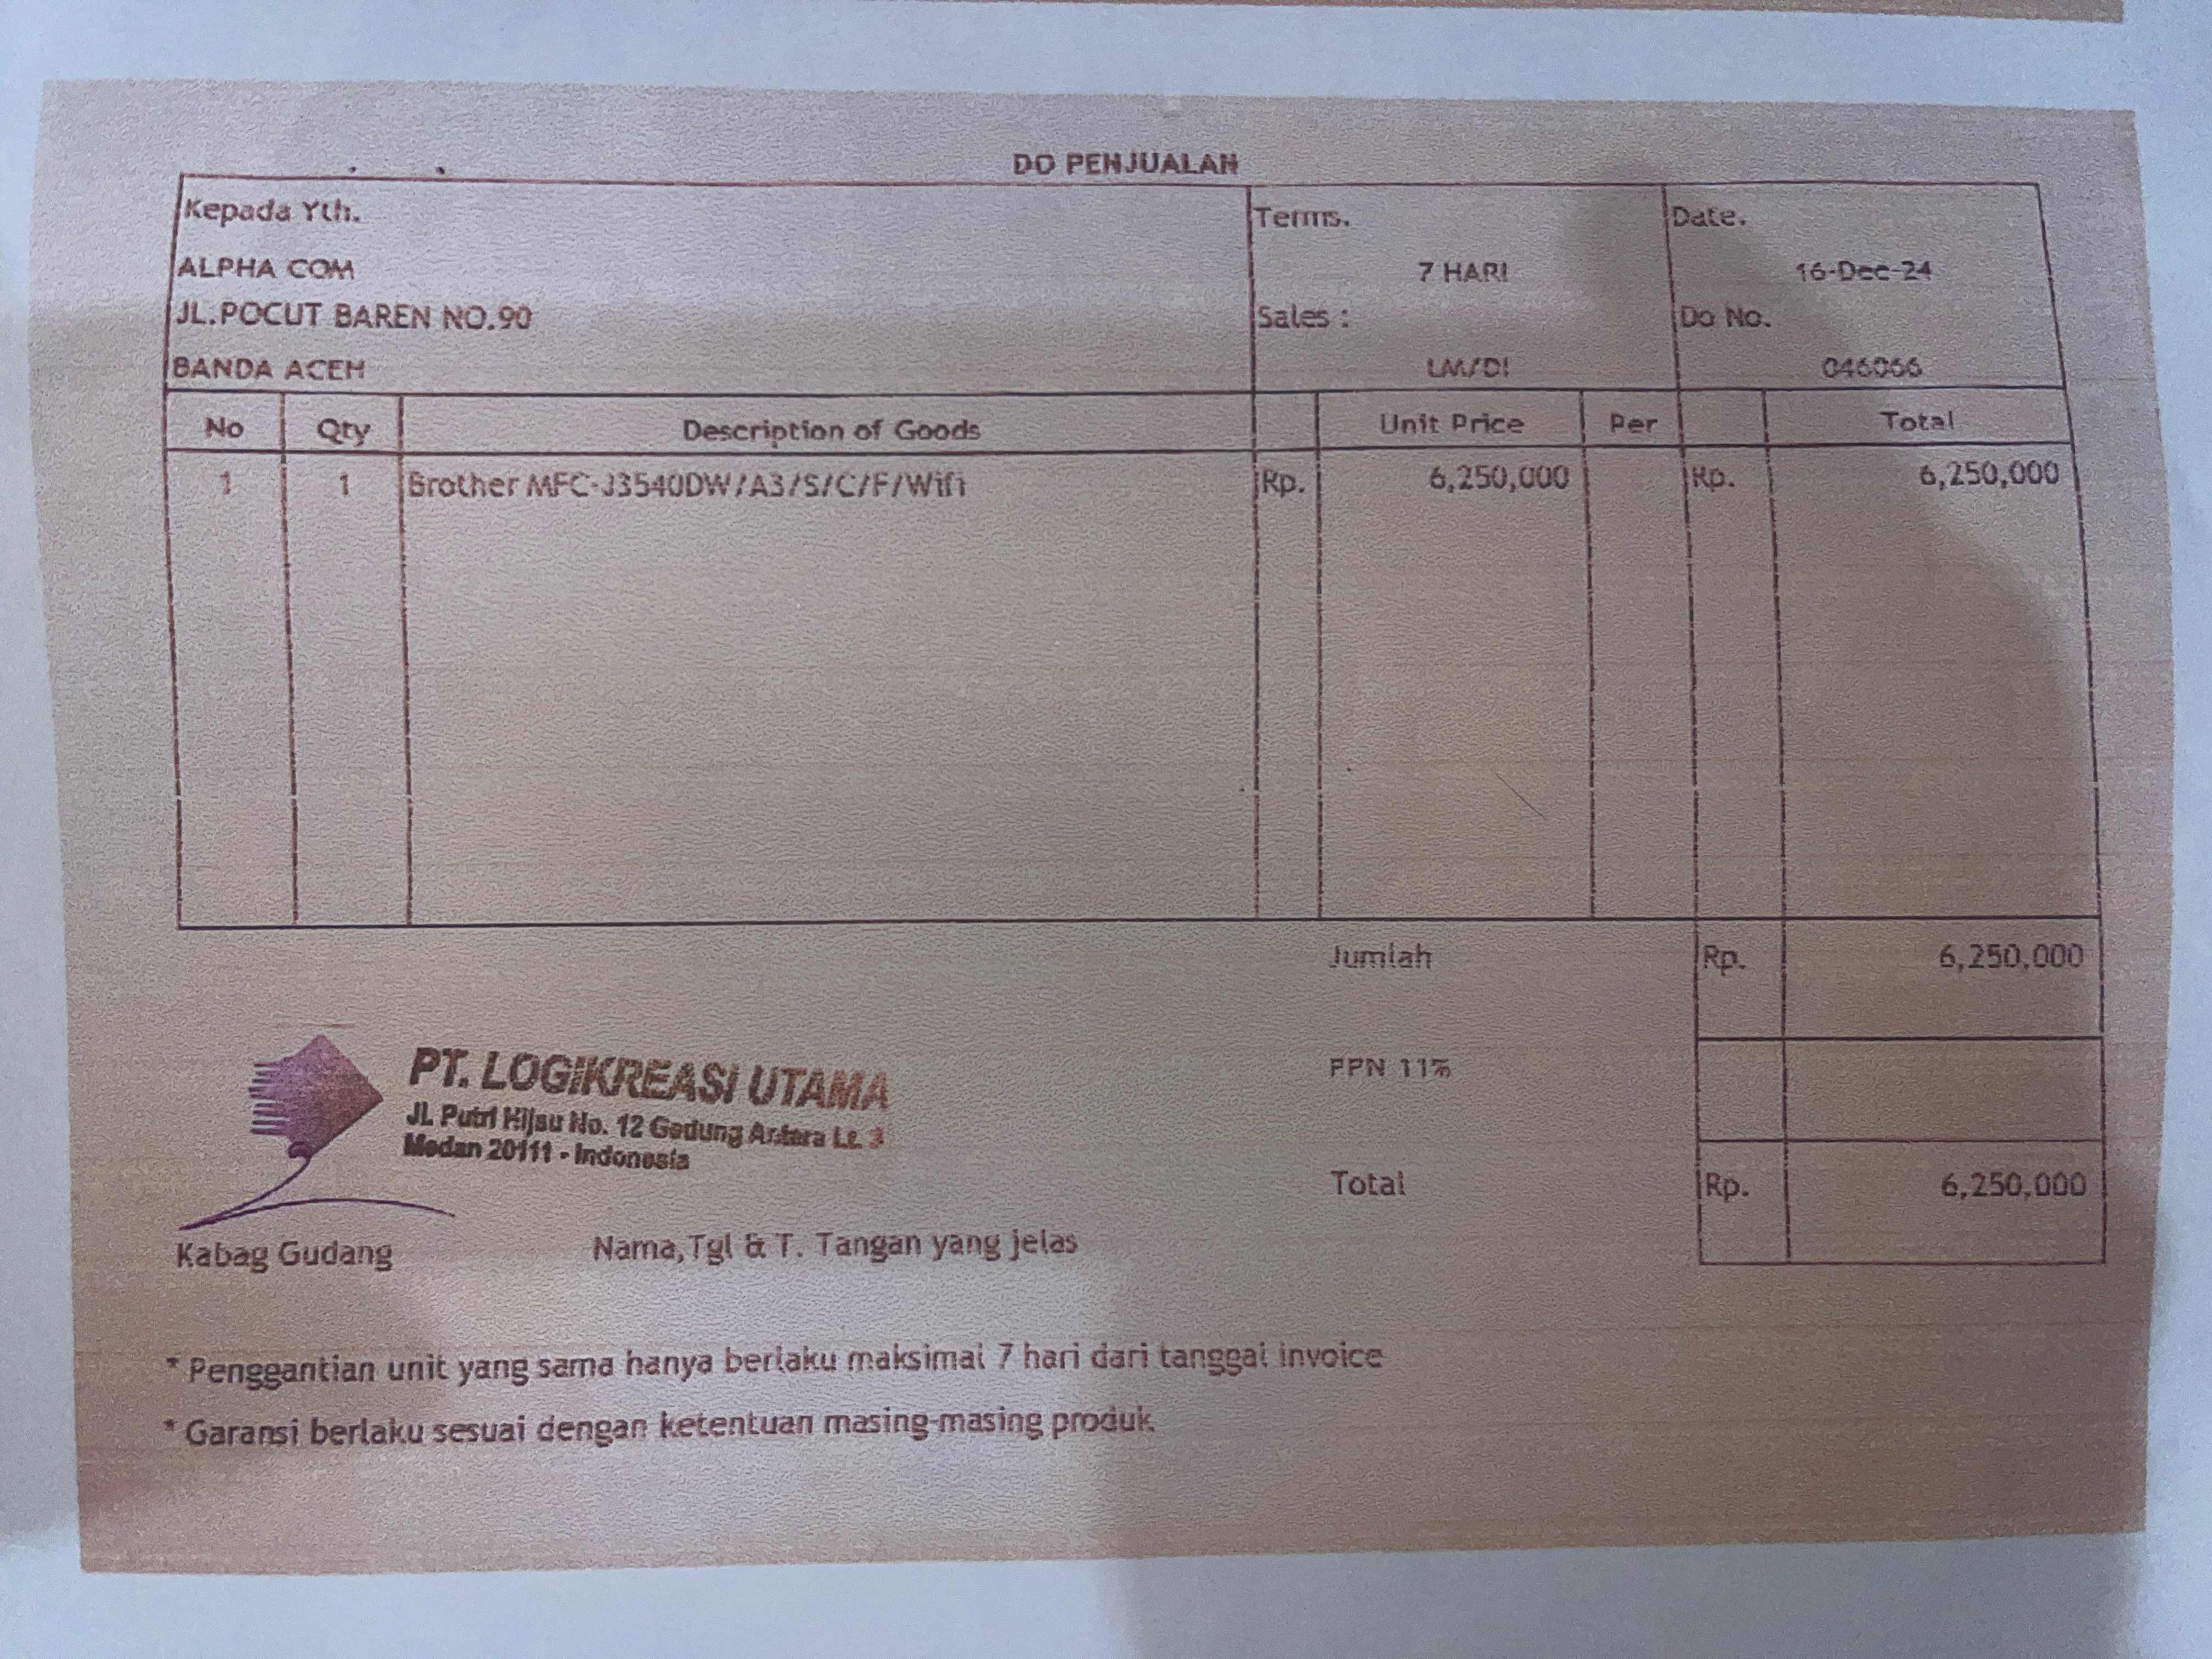 DO PENJUALAN
Kepada Yth.
ALPHA COM
JL.POCUT BAREN NO.90
BANDA ACEH
Terms.
7 HARI
Sales :
LM/DI
Date.
16-Dec-24
Do No.
046066
No Qty Description of Goods Unit Price Per Total
1 1 Brother MFC-J3540DW/A3/S/C/F/Wifi Rp. 6,250,000 Rp. 6,250,000
Jumlah Rp. 6,250,000
PPN 11%
Total Rp. 6,250,000
PT. LOGIKREASI UTAMA
JL Putri Hijau No. 12 Gedung Antara Lt. 3
Medan 20111 - Indonesia
Kabag Gudang
Nama,Tgl & T. Tangan yang jelas
* Penggantian unit yang sama hanya berlaku maksimal 7 hari dari tanggal invoice
* Garansi berlaku sesuai dengan ketentuan masing-masing produk.